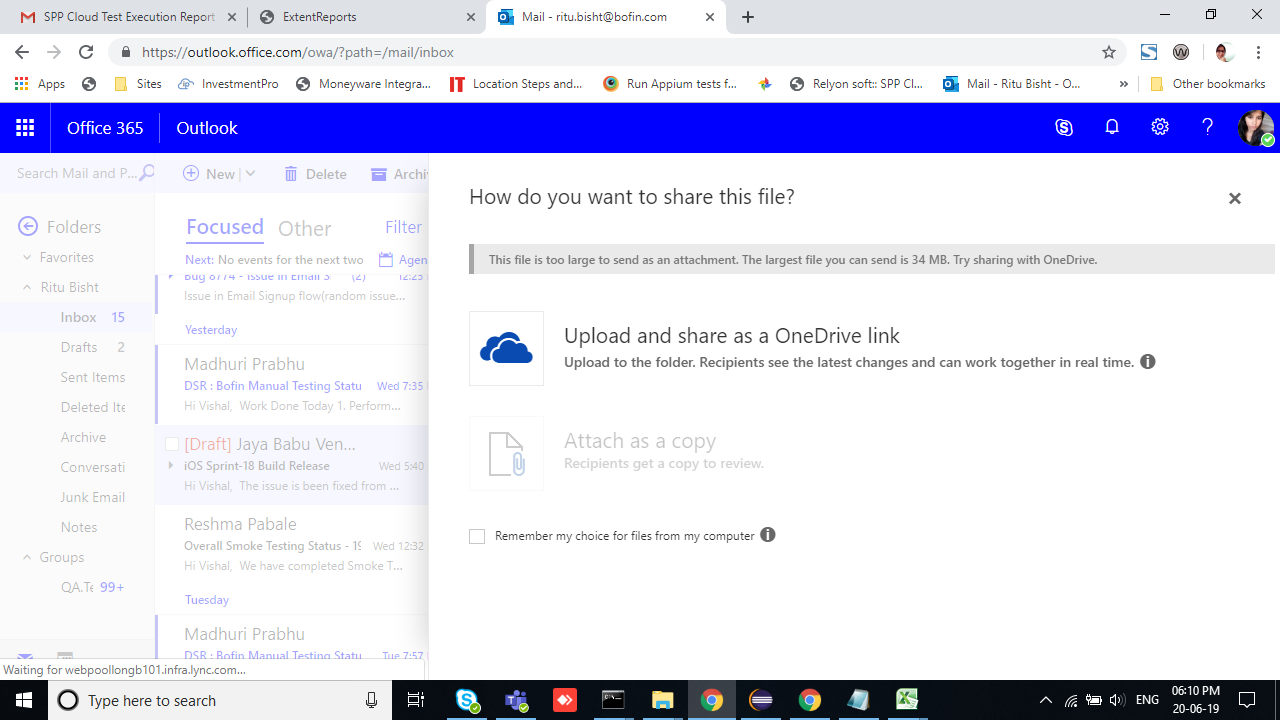 SPP Cloud Test Execution Report
ExtentReports
Mail - ritu.bisht@bofin.com
https://outlook.office.com/owa/?path=/mail/inbox
Apps
Sites
InvestmentPro
Moneyware Integra...
IT Location Steps and...
Run Appium tests f...
Relyon soft:: SPP Cl...
Mail - Ritu Bisht - O...
»
Other bookmarks
Office 365
Outlook
?
Search Mail and P...
New
Delete
Archi
Folders
Favorites
Ritu Bisht
Inbox 15
Drafts 2
Sent Items
Deleted Ite
Archive
Conversati
Junk Email
Notes
Groups
QA.Te 99+
Focused
Other
Filter
Next: No events for the next two
Agen
Bug 8774 - Issue in Email S (2) 12:25
Issue in Email Signup flow(random issue...
Yesterday
Madhuri Prabhu
DSR : Bofin Manual Testing Statu Wed 7:35
Hi Vishal, Work Done Today 1. Perform...
[Draft] Jaya Babu Ven...
iOS Sprint-18 Build Release Wed 5:40
Hi Vishal, The issue is been fixed from ...
Reshma Pabale
Overall Smoke Testing Status - 19 Wed 12:32
Hi Vishal, We have completed Smoke T...
Tuesday
Madhuri Prabhu
DSR : Bofin Manual Testing Statu Tue 7:57
How do you want to share this file?
This file is too large to send as an attachment. The largest file you can send is 34 MB. Try sharing with OneDrive.
Upload and share as a OneDrive link
Upload to the folder. Recipients see the latest changes and can work together in real time.
Attach as a copy
Recipients get a copy to review.
Remember my choice for files from my computer
Waiting for webpoollongb101.infra.lync.com...
Type here to search
ENG
06:10 PM
20-06-19